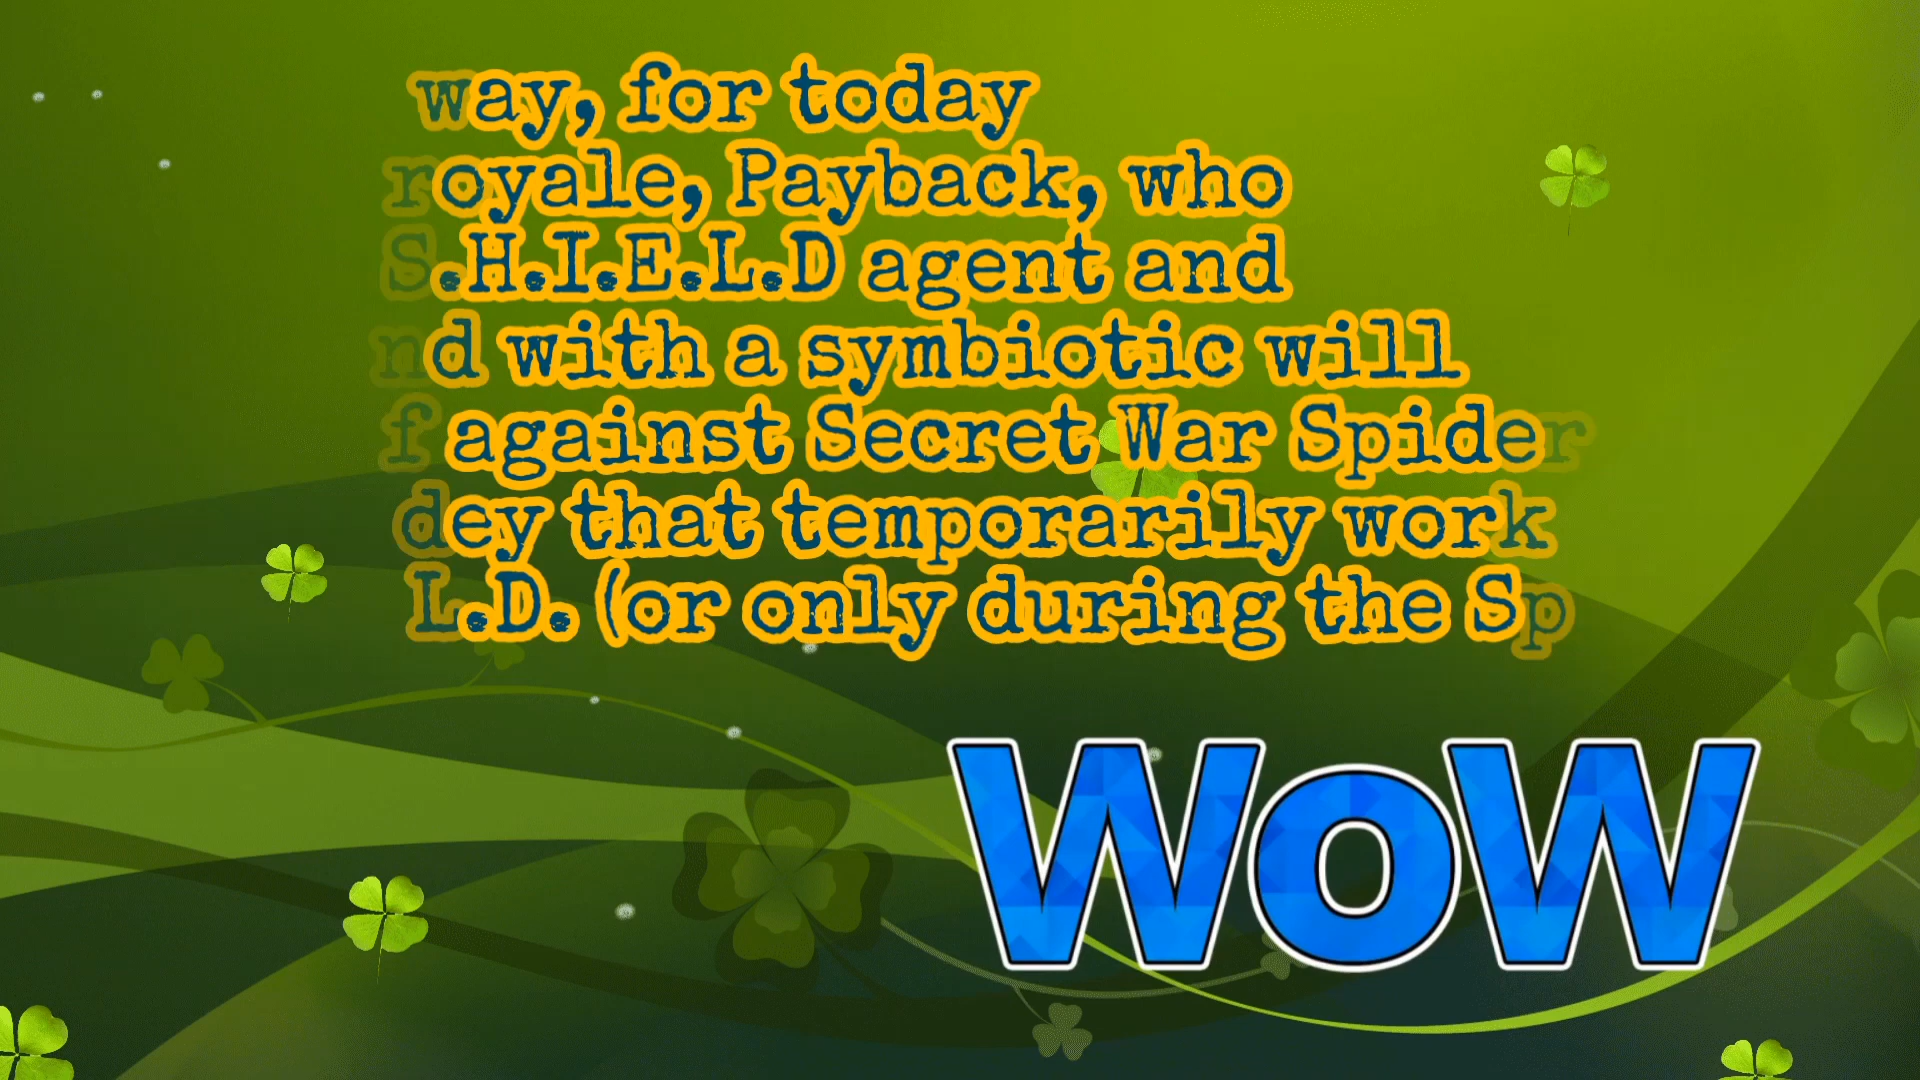 way, for today
royale, Payback, who
S.H.I.E.L.D agent and
nd with a symbiotic will
f against Secret War Spider
dey that temporarily work
L.D. (or only during the Sp
WoW